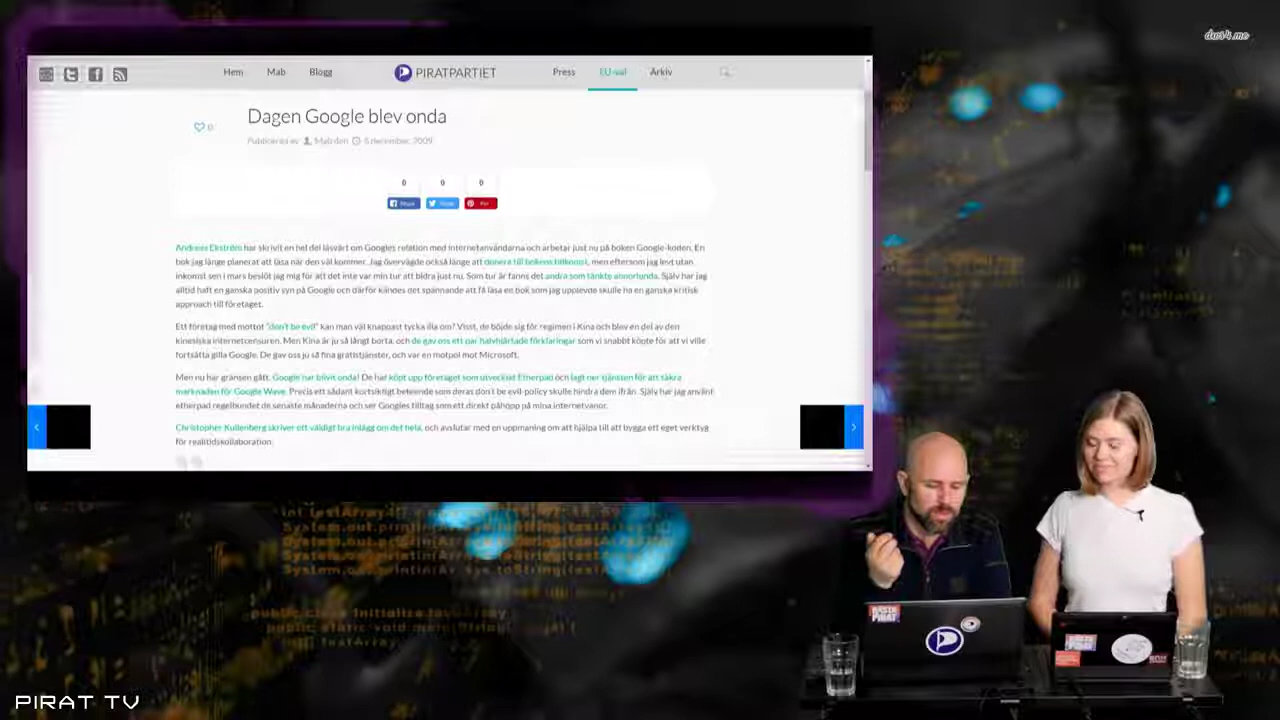 dws4.me
Hem Mab Blogg PIRATPARTIET Press EU-val Arkiv
Dagen Google blev onda
0
Publicerad av december, 2009
0 0 0
Andreas Ekström har skrivit en hel del läsvärt om Googles relation med internetanvändarna och arbetar just nu på boken Google-koden. En
bok jag länge planerat att läsa när den väl kommer. Jag övervägde också länge att donera till bokens tillkomst, men eftersom jag levt utan
inkomst sen i mars beslöt jag mig för att det inte var min tur att bidra just nu. Som tur är fanns det andra som tänkte annorlunda. Själv har jag
alltid haft en ganska positiv syn på Google och därför kändes det spännande att få läsa en bok som jag upplevde skulle ha en ganska kritisk
approach till företaget.
Ett företag med mottot "don't be evil" kan man väl knappast tycka illa om? Visst, de böjde sig för regimen i Kina och blev en del av den
kinesiska internetcensuren. Men Kina är ju så långt borta, och de gav oss ett par halvhjärtade förklaringar som vi snabbt köpte för att vi ville
fortsätta gilla Google. De gav oss ju så fina gratistjänster, och var en motpol mot Microsoft.
Men nu har gränsen gått. Google har blivit onda! De har köpt upp företaget som utvecklat Etherpad och lagt ner tjänsten för att säkra
marknaden för Google Wave. Precis ett sådant kortsiktigt beteende som deras don't be evil-policy skulle hindra dem ifrån. Själv har jag använt
etherpad regelbundet de senaste månaderna och ser Googles tilltag som ett direkt påhopp på mina internetvanor.
Christopher Kullenberg skriver ett väldigt bra inlägg om det hela, och avslutar med en uppmaning om att hjälpa till att bygga ett eget verktyg
för realtidskollaboration.
PIRAT TV